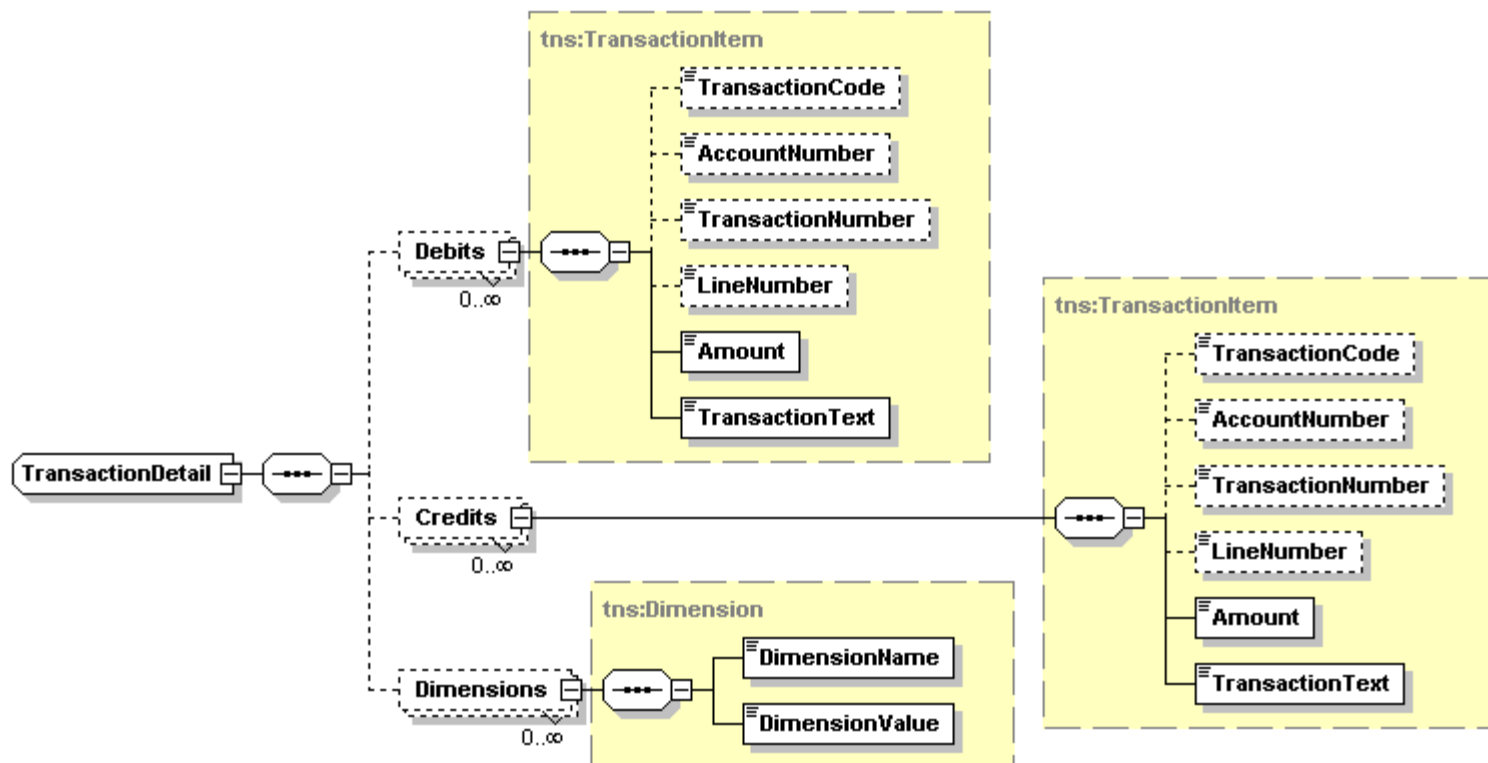 tns:TransactionItem
TransactionCode
AccountNumber
TransactionNumber
Debits
LineNumber
0..∞
Amount
TransactionText
tns:TransactionItem
TransactionCode
AccountNumber
TransactionDetail
TransactionNumber
Credits
LineNumber
0..∞
Amount
TransactionText
tns:Dimension
DimensionName
Dimensions
DimensionValue
0..∞